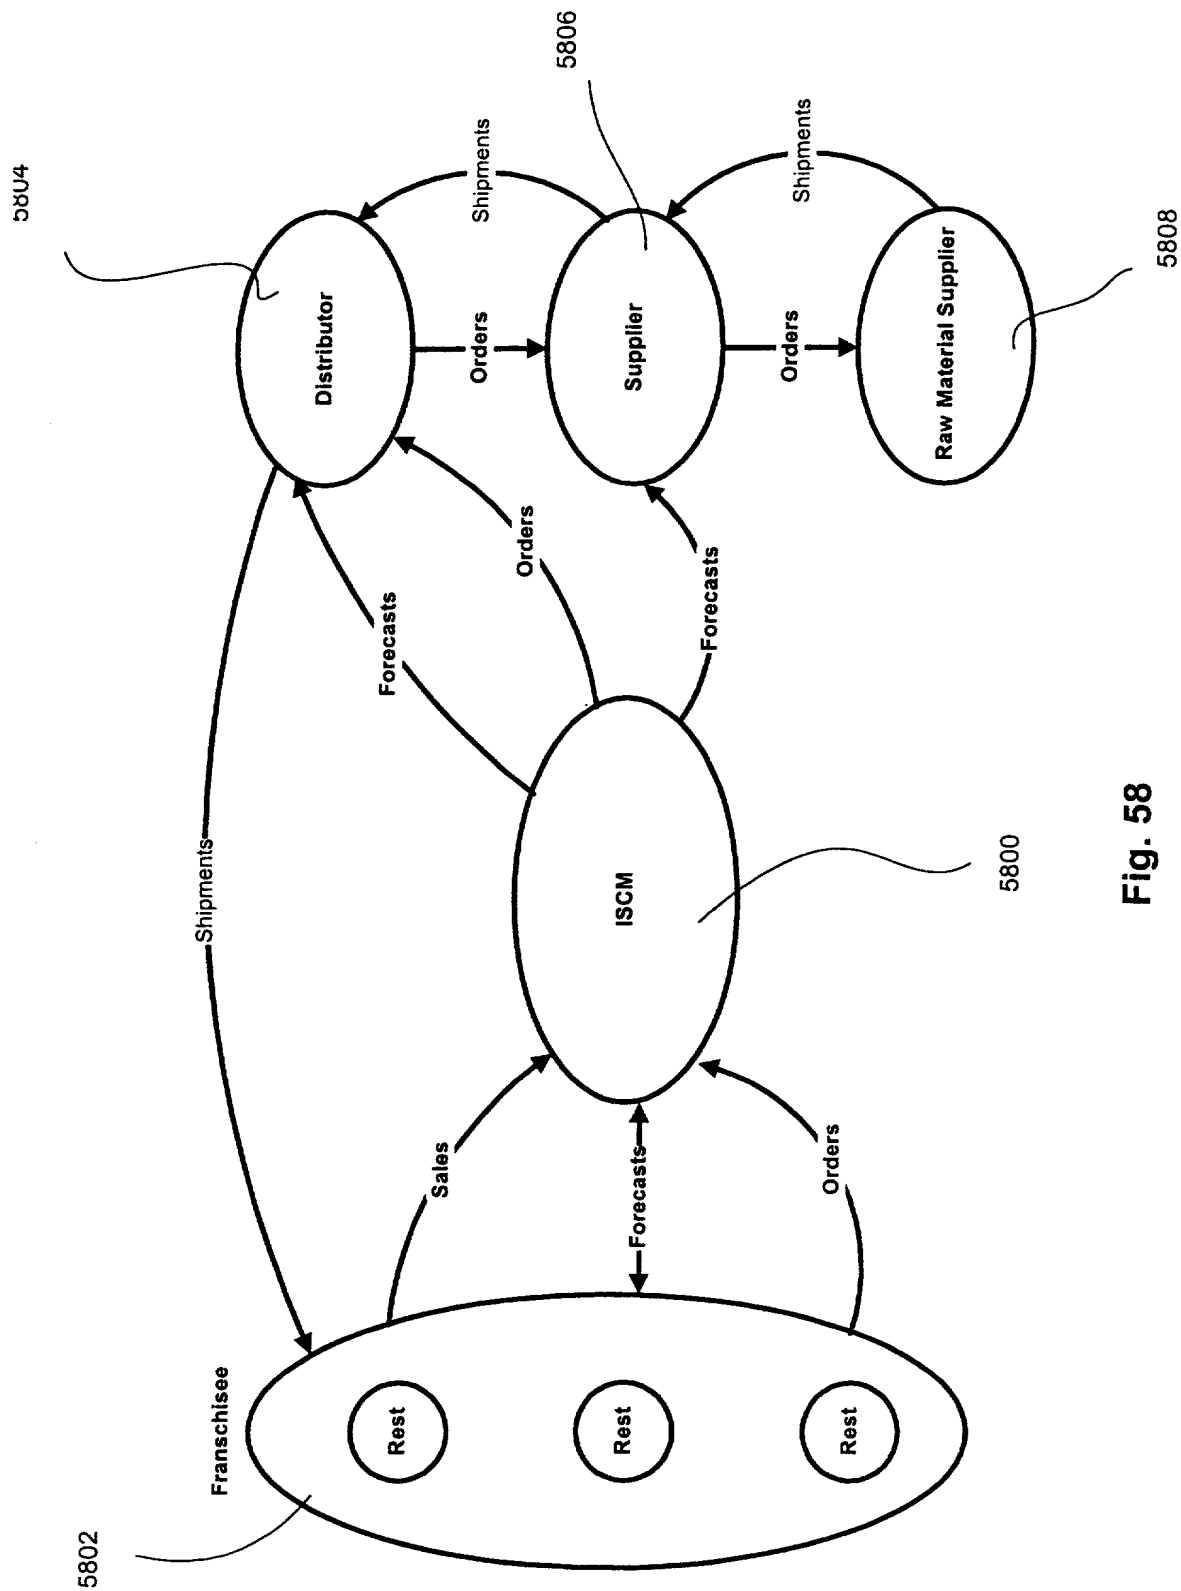 5804
5802
Franschisee
Shipments
Distributor
Rest
Forecasts
Sales
Orders
Orders
Shipments
5806
Rest
Forecasts
ISCM
Supplier
Forecasts
Rest
Orders
Orders
Shipments
Raw Material Supplier
5800
5808
Fig. 58